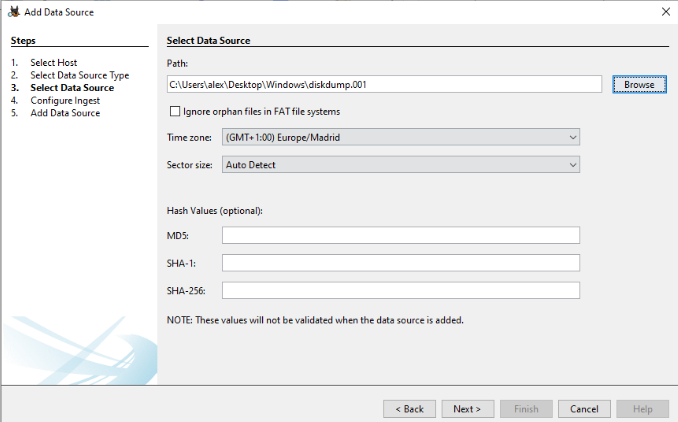 Add Data Source
Steps
1. Select Host
2. Select Data Source Type
3. Select Data Source
4. Configure Ingest
5. Add Data Source
Select Data Source
Path:
C:\Users\alex\Desktop\Windows\diskdump.001
Browse
Ignore orphan files in FAT file systems
Time zone: (GMT+1:00) Europe/Madrid
Sector size: Auto Detect
Hash Values (optional):
MD5:
SHA-1:
SHA-256:
NOTE: These values will not be validated when the data source is added.
< Back Next > Finish Cancel Help